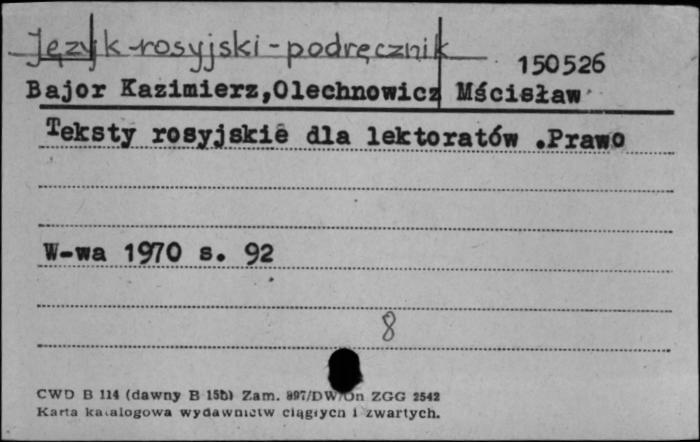 Język-rosyjski-podręcznik
150526
Bajor Kazimierz,Olechnowicz Mścisław
Teksty rosyjskie dla lektoratów .Prawo
W-wa 1970 s. 92
8
CWD B 114 (dawny B 15b) Zam. 897/DW/On ZGG 2542
Karta katalogowa wydawnictw ciągłych i zwartych.